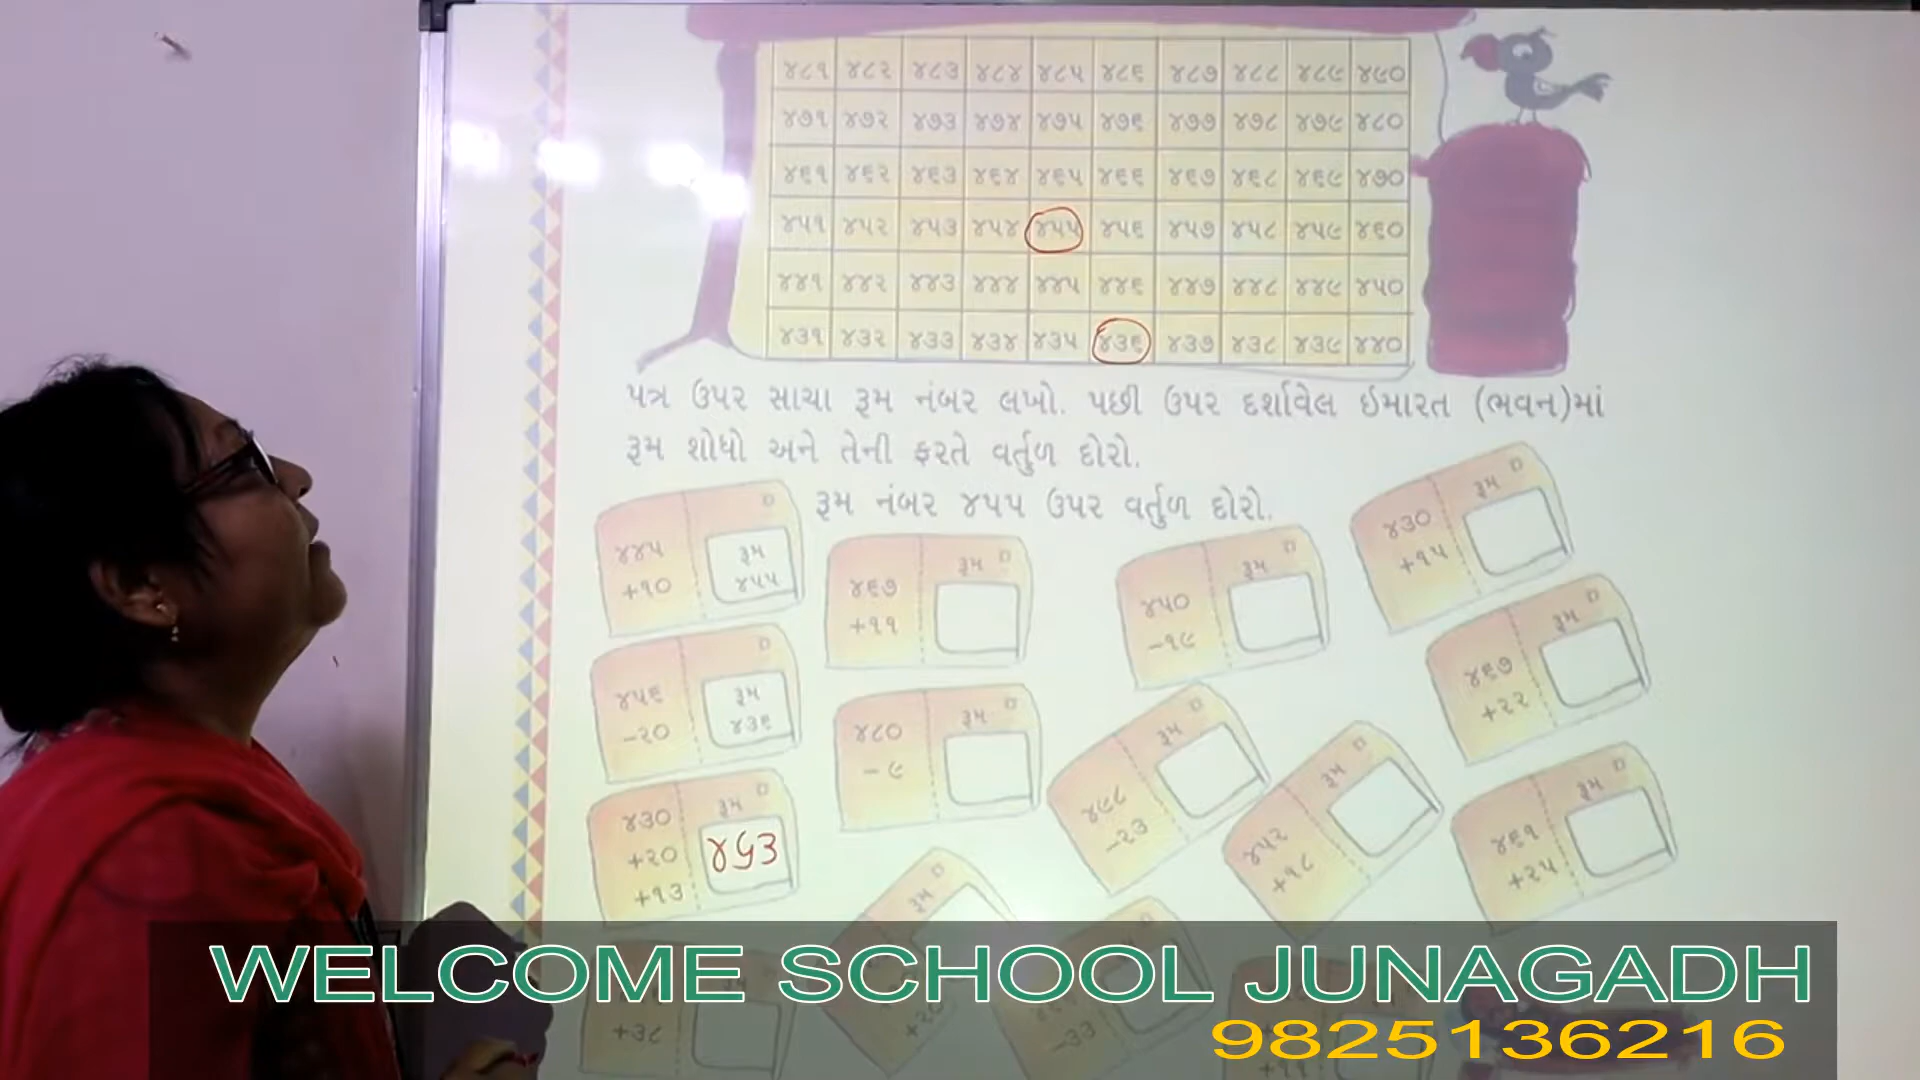 ૪૮૧ ૪૮૨ ૪૮૩ ૪૮૪ ૪૮૫ ૪૮૬ ૪૮૭ ૪૮૮ ૪૮૯ ૪૯૦
૪૭૧ ૪૭૨ ૪૭૩ ૪૭૪ ૪૭૫ ૪૭૬ ૪૭૭ ૪૭૮ ૪૭૯ ૪૮૦
૪૬૧ ૪૬૨ ૪૬૩ ૪૬૪ ૪૬૫ ૪૬૬ ૪૬૭ ૪૬૮ ૪૬૯ ૪૭૦
૪૫૧ ૪૫૨ ૪૫૩ ૪૫૪ ૪૫૫ ૪૫૬ ૪૫૭ ૪૫૮ ૪૫૯ ૪૬૦
૪૪૧ ૪૪૨ ૪૪૩ ૪૪૪ ૪૪૫ ૪૪૬ ૪૪૭ ૪૪૮ ૪૪૯ ૪૫૦
૪૩૧ ૪૩૨ ૪૩૩ ૪૩૪ ૪૩૫ ૪૩૬ ૪૩૭ ૪૩૮ ૪૩૯ ૪૪૦
પત્ર ઉપર સાચા રૂમ નંબર લખો. પછી ઉપર દર્શાવેલ ઈમારત (ભવન)માં
રૂમ શોધો અને તેની ફરતે વર્તુળ દોરો.
રૂમ નંબર ૪૫૫ ઉપર વર્તુળ દોરો.
૪૪૫
+૧૦
રૂમ
૪૫૫
૪૬૭
+૧૧
રૂમ
૪૫૦
-૧૯
રૂમ
૪૩૦
+૧૫
રૂમ
૪૫૬
-૨૦
રૂમ
૪૩૬
૪૮૦
-૯
રૂમ
૪૯૮
-૨૩
રૂમ
૪૬૭
+૨૨
રૂમ
૪૩૦
+૨૦
+૧૩
રૂમ
૪૬૩
૪૫૨
+૧૮
રૂમ
૪૬૧
+૨૫
રૂમ
રૂમ
+૩૮
-૩૩
WELCOME SCHOOL JUNAGADH
9825136216